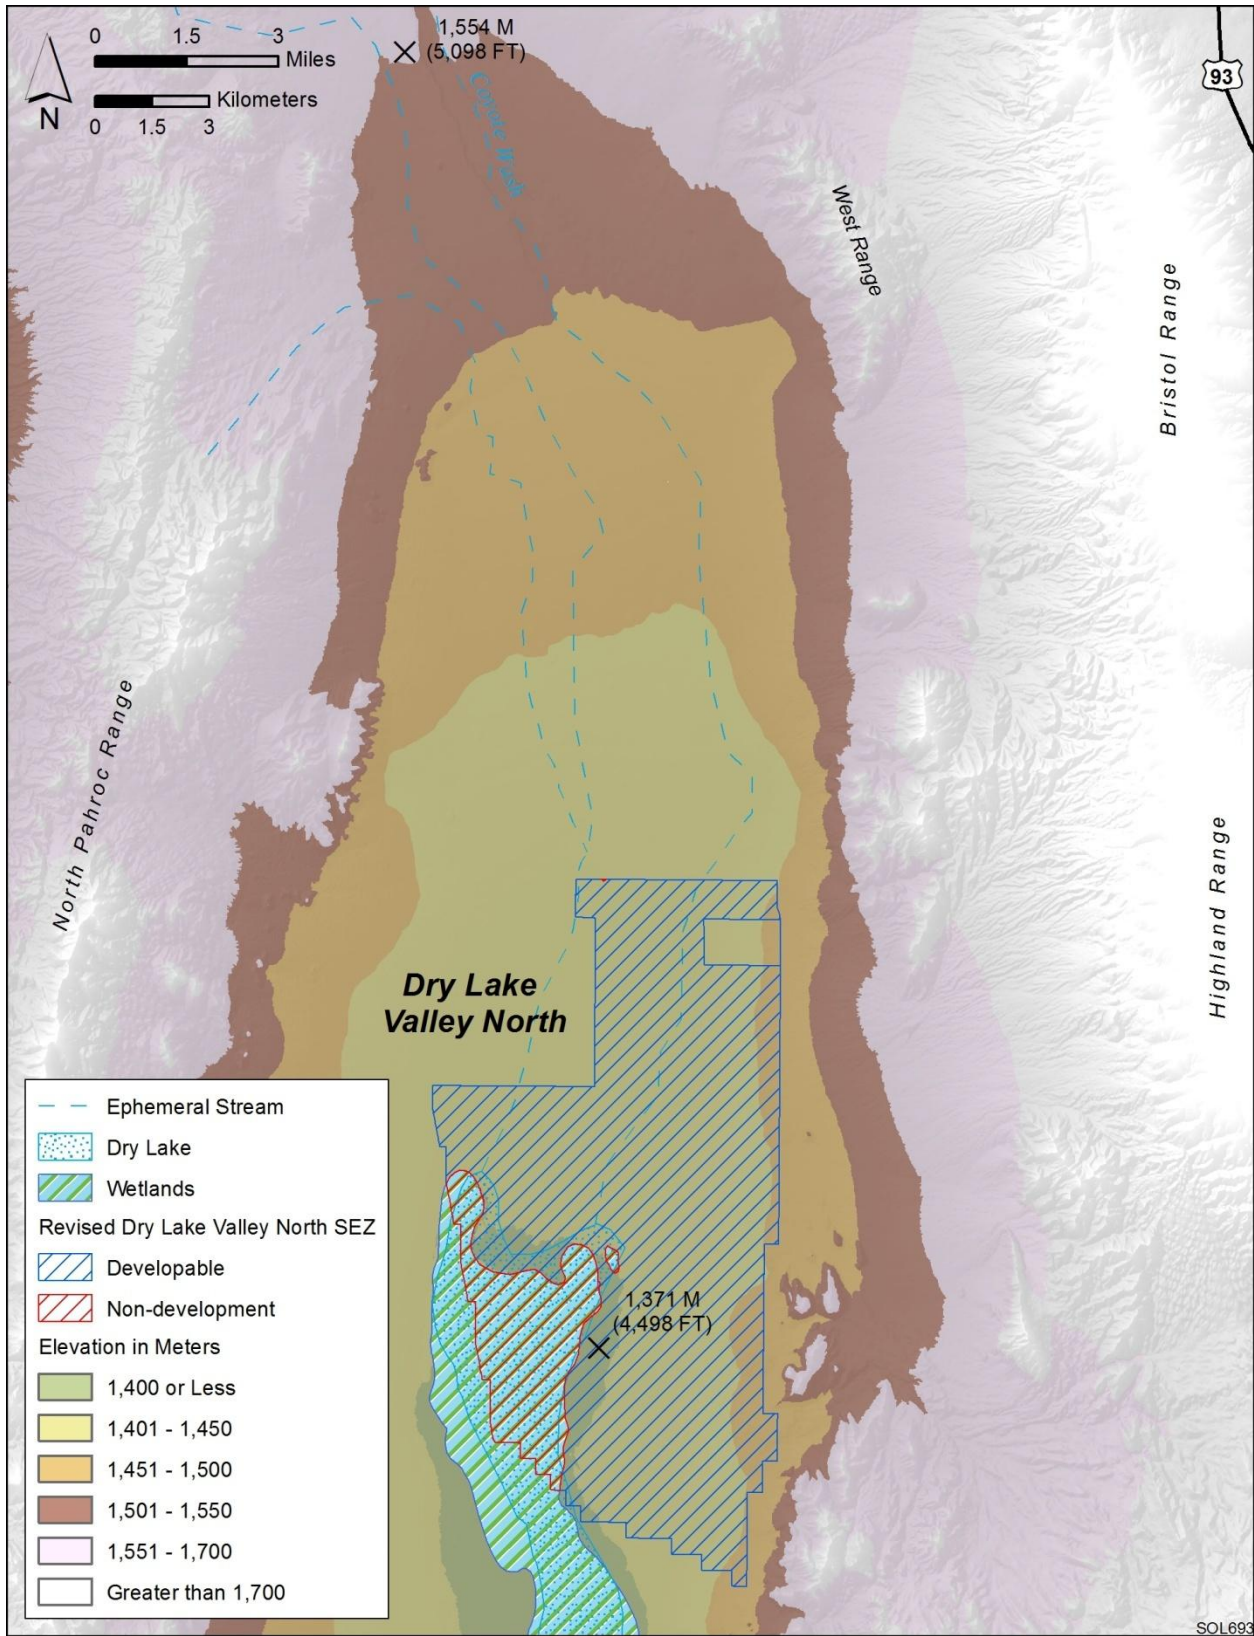 0 1.5 3
Miles
Kilometers
0 1.5 3
N
1,554 M
(5,098 FT)
93
Coyote Wash
West Range
Bristol Range
North Pahroc Range
Highland Range
Dry Lake
Valley North
1,371 M
(4,498 FT)
Ephemeral Stream
Dry Lake
Wetlands
Revised Dry Lake Valley North SEZ
Developable
Non-development
Elevation in Meters
1,400 or Less
1,401 - 1,450
1,451 - 1,500
1,501 - 1,550
1,551 - 1,700
Greater than 1,700
SOL693